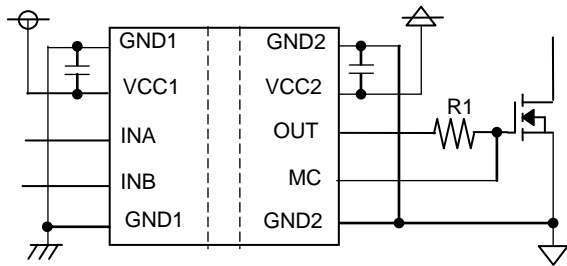 GND1 GND2
VCC1 VCC2
R1
INA OUT
INB MC
GND1 GND2